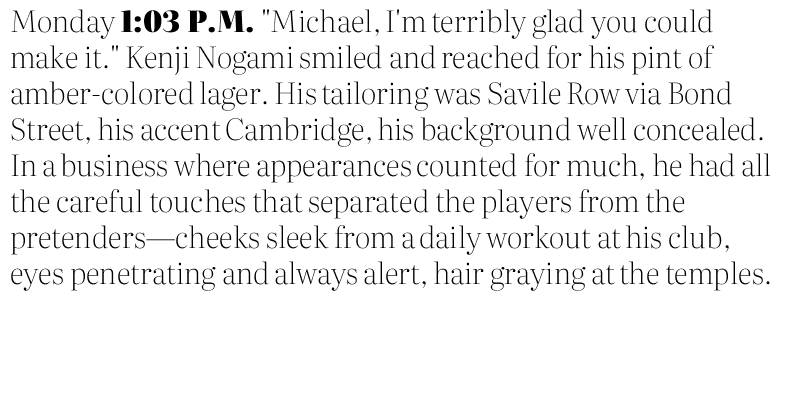 Monday 1:03 P.M. "Michael, I'm terribly glad you could
make it." Kenji Nogami smiled and reached for his pint of
amber-colored lager. His tailoring was Savile Row via Bond
Street, his accent Cambridge, his background well concealed.
In a business where appearances counted for much, he had all
the careful touches that separated the players from the
pretenders—cheeks sleek from a daily workout at his club,
eyes penetrating and always alert, hair graying at the temples.